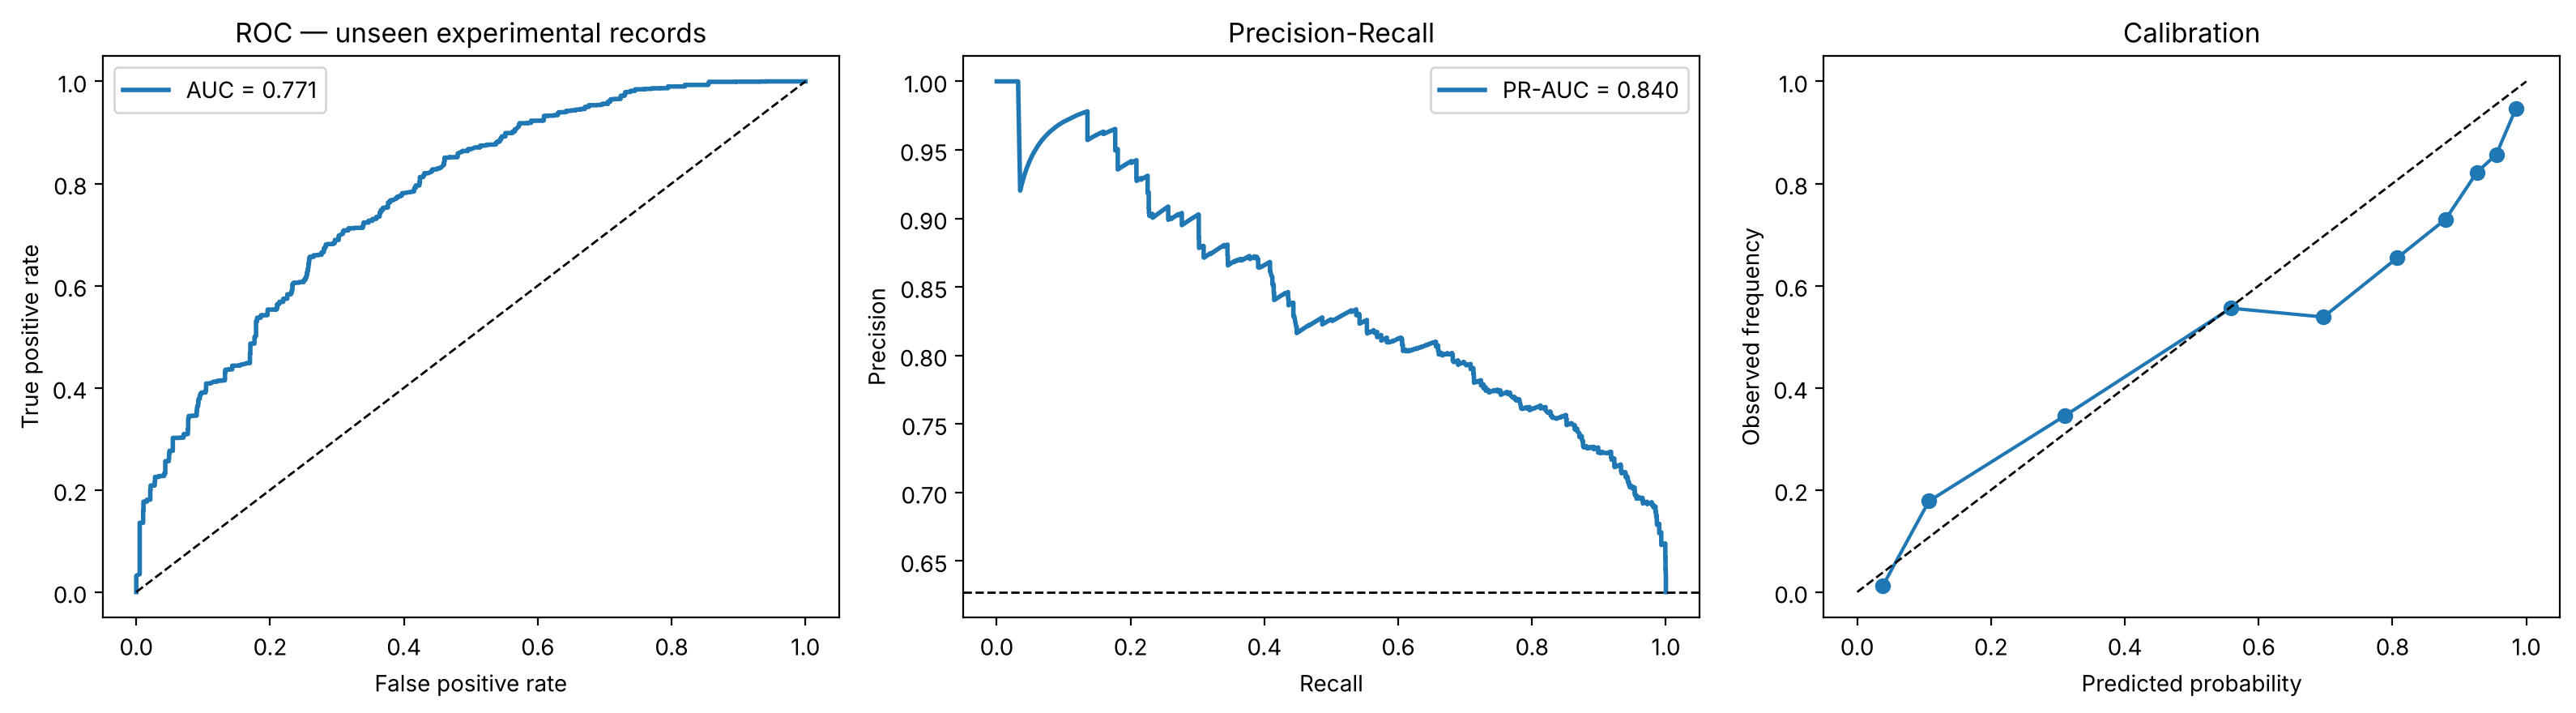 ROC — unseen experimental records
AUC = 0.771
1.0
0.8
0.6
0.4
0.2
0.0
True positive rate
0.0 0.2 0.4 0.6 0.8 1.0
False positive rate
Precision-Recall
PR-AUC = 0.840
1.00
0.95
0.90
0.85
0.80
0.75
0.70
0.65
Precision
0.0 0.2 0.4 0.6 0.8 1.0
Recall
Calibration
1.0
0.8
0.6
0.4
0.2
0.0
Observed frequency
0.0 0.2 0.4 0.6 0.8 1.0
Predicted probability